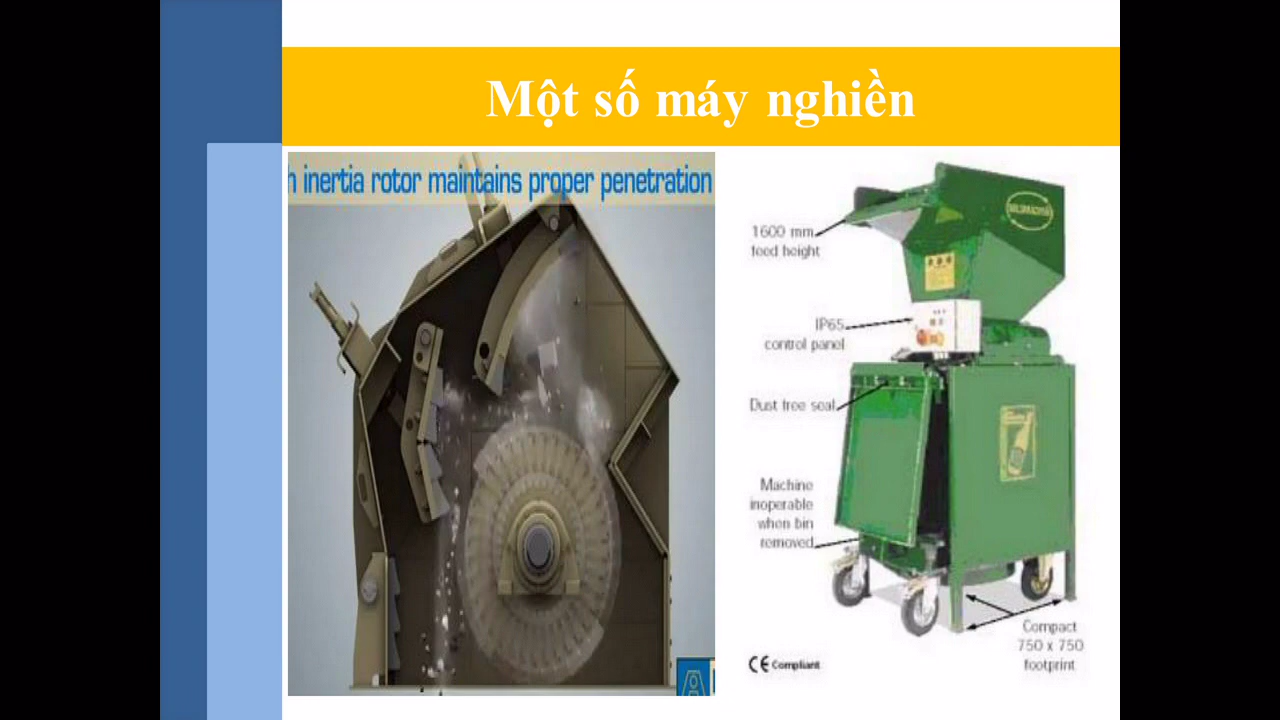 Một số máy nghiền
h inertia rotor maintains proper penetration
1600 mm
feed height
IP65
control panel
Dust free seal
Machine
inoperable
when bin
removed
Compact
750 x 750
footprint
CE Compliant